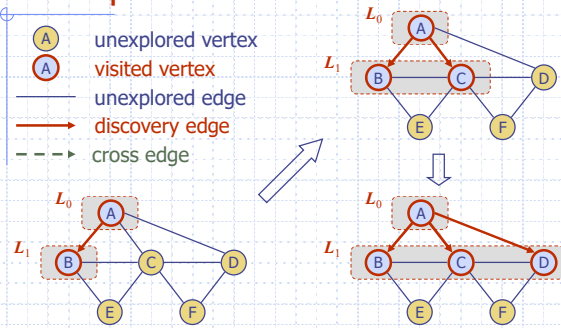 A unexplored vertex
A visited vertex
unexplored edge
discovery edge
cross edge
L0
A
L1
B C D
E F
L0
A
L1
B C D
E F
L0
A
L1
B C D
E F